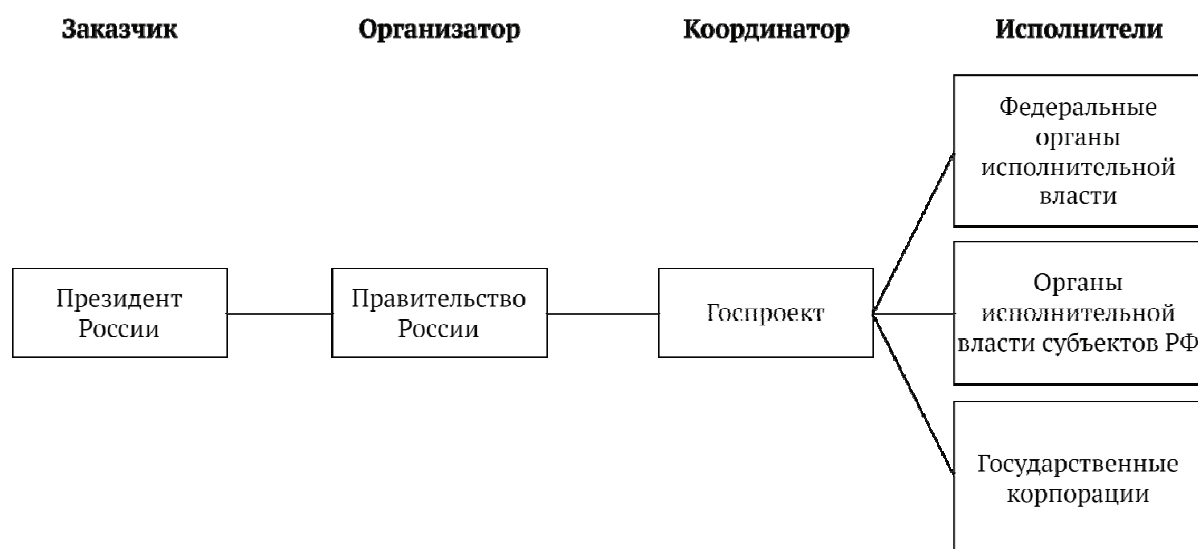 Заказчик
Организатор
Координатор
Исполнители
Федеральные
органы
исполнительной
власти
Президент
России
Правительство
России
Госпроект
Органы
исполнительной
власти субъектов РФ
Государственные
корпорации